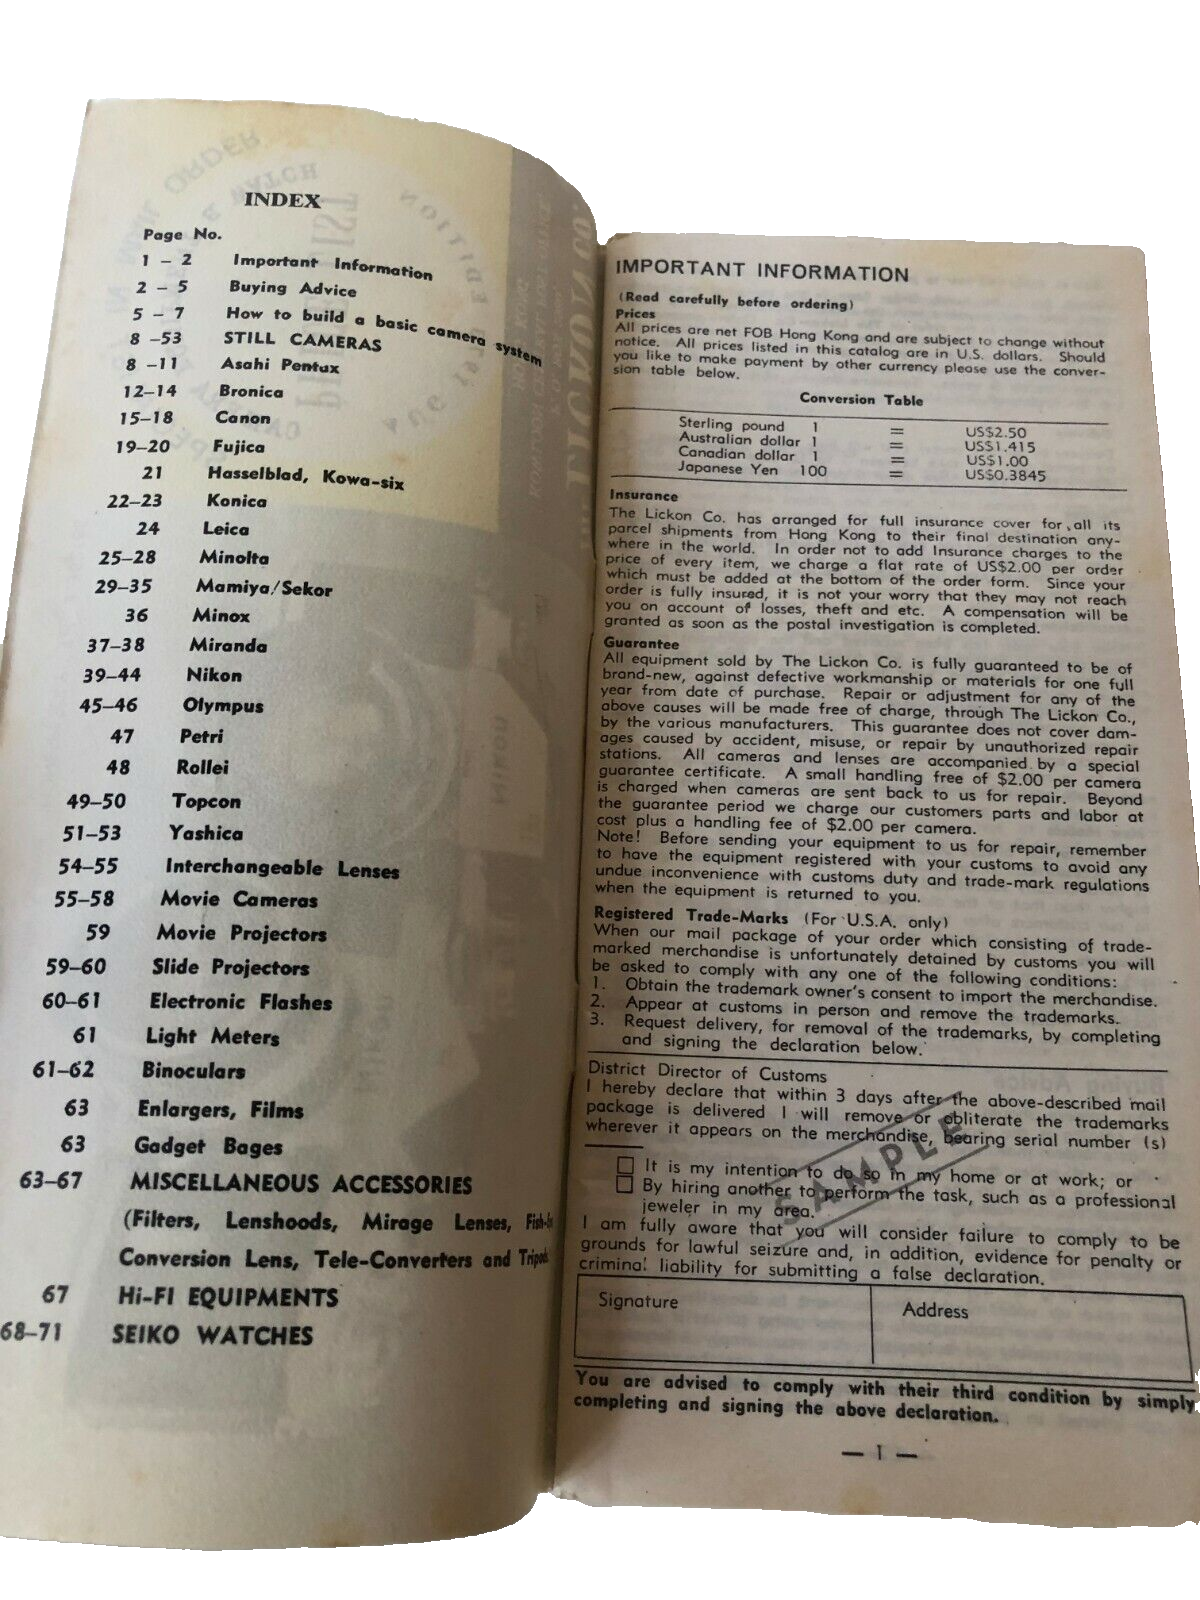 INDEX
Page No.
1 – 2 Important Information
2 – 5 Buying Advice
5 – 7 How to build a basic camera system
8 –53 STILL CAMERAS
8 –11 Asahi Pentax
12–14 Bronica
15–18 Canon
19–20 Fujica
21 Hasselblad, Kowa-six
22–23 Konica
24 Leica
25–28 Minolta
29–35 Mamiya/Sekor
36 Minox
37–38 Miranda
39–44 Nikon
45–46 Olympus
47 Petri
48 Rollei
49–50 Topcon
51–53 Yashica
54–55 Interchangeable Lenses
55–58 Movie Cameras
59 Movie Projectors
59–60 Slide Projectors
60–61 Electronic Flashes
61 Light Meters
61–62 Binoculars
63 Enlargers, Films
63 Gadget Bages
63–67 MISCELLANEOUS ACCESSORIES
(Filters, Lenshoods, Mirage Lenses,
Conversion Lens, Tele-Converters and Tripods
67 Hi-FI EQUIPMENTS
68–71 SEIKO WATCHES
IMPORTANT INFORMATION
(Read carefully before ordering)
Prices
All prices are net FOB Hong Kong and are subject to change without
notice. All prices listed in this catalog are in U.S. dollars. Should
you like to make payment by other currency please use the conver-
sion table below.
Conversion Table
Sterling pound 1 = US$2.50
Australian dollar 1 = US$1.415
Canadian dollar 1 = US$1.00
Japanese Yen 100 = US$0.3845
Insurance
The Lickon Co. has arranged for full insurance cover for all its
parcel shipments from Hong Kong to their final destination any-
where in the world. In order not to add Insurance charges to the
price of every item, we charge a flat rate of US$2.00 per order
which must be added at the bottom of the order form. Since your
order is fully insured, it is not your worry that they may not reach
you on account of losses, theft and etc. A compensation will be
granted as soon as the postal investigation is completed.
Guarantee
All equipment sold by The Lickon Co. is fully guaranteed to be of
brand-new, against defective workmanship or materials for one full
year from date of purchase. Repair or adjustment for any of the
above causes will be made free of charge, through The Lickon Co.,
by the various manufacturers. This guarantee does not cover dam-
ages caused by accident, misuse, or repair by unauthorized repair
stations. All cameras and lenses are accompanied by a special
guarantee certificate. A small handling free of $2.00 per camera
is charged when cameras are sent back to us for repair. Beyond
the guarantee period we charge our customers parts and labor at
cost plus a handling fee of $2.00 per camera.
Note! Before sending your equipment to us for repair, remember
to have the equipment registered with your customs to avoid any
undue inconvenience with customs duty and trade-mark regulations
when the equipment is returned to you.
Registered Trade-Marks (For U.S.A. only)
When our mail package of your order which consisting of trade-
marked merchandise is unfortunately detained by customs you will
be asked to comply with any one of the following conditions:
1. Obtain the trademark owner's consent to import the merchandise.
2. Appear at customs in person and remove the trademarks.
3. Request delivery, for removal of the trademarks, by completing
and signing the declaration below.
District Director of Customs
I hereby declare that within 3 days after the above-described mail
package is delivered I will remove or obliterate the trademarks
wherever it appears on the merchandise, bearing serial number (s)
It is my intention to do so in my home or at work; or
By hiring another to perform the task, such as a professional
jeweler in my area.
SAMPLE
I am fully aware that you will consider failure to comply to be
grounds for lawful seizure and, in addition, evidence for penalty or
criminal liability for submitting a false declaration.
Signature Address
You are advised to comply with their third condition by simply
completing and signing the above declaration.
— 1 —